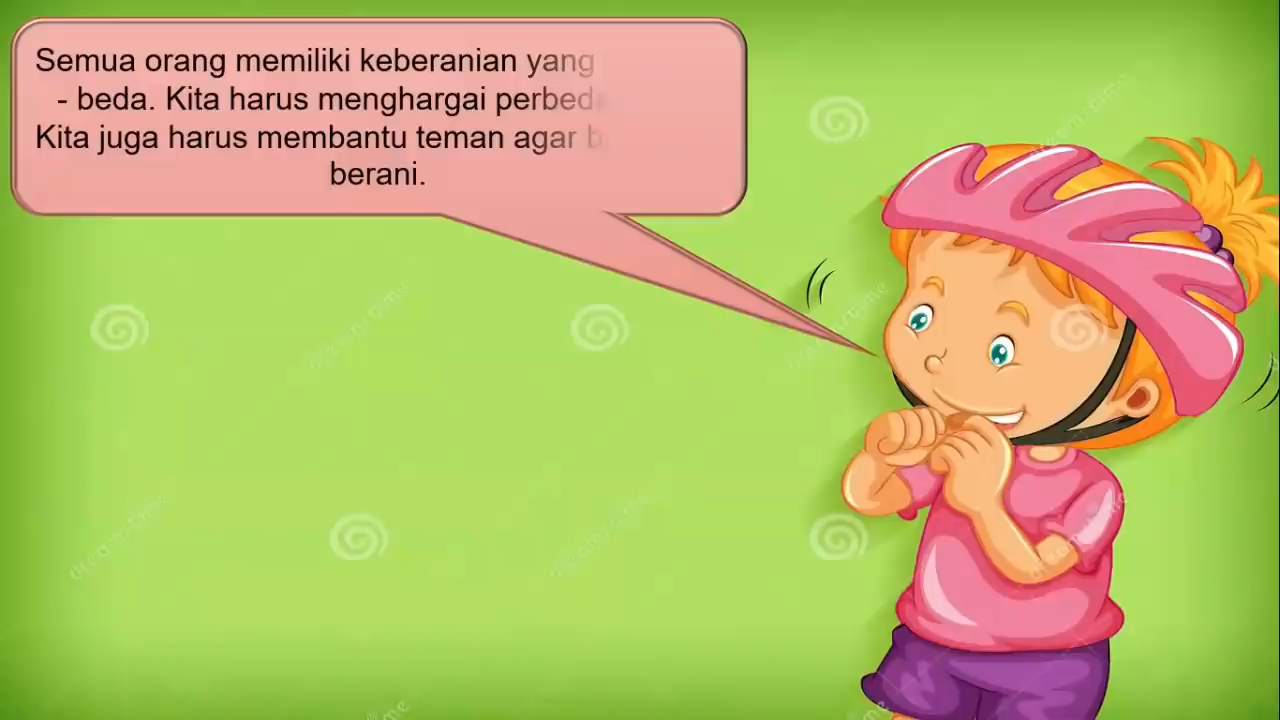 Semua orang memiliki keberanian yang
- beda. Kita harus menghargai
Kita juga harus membantu teman agar
berani.